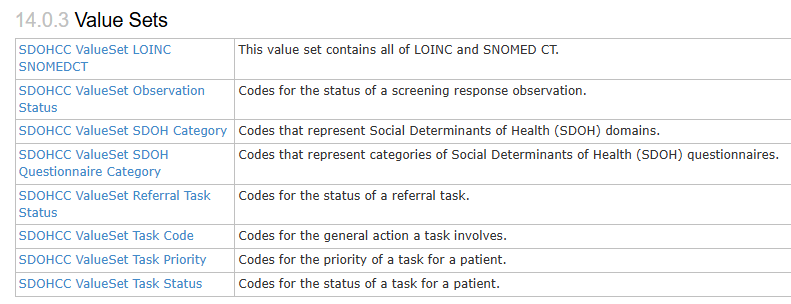 14.0.3 Value Sets
SDOHCC ValueSet LOINC SNOMEDCT
This value set contains all of LOINC and SNOMED CT.
SDOHCC ValueSet Observation Status
Codes for the status of a screening response observation.
SDOHCC ValueSet SDOH Category
Codes that represent Social Determinants of Health (SDOH) domains.
SDOHCC ValueSet SDOH Questionnaire Category
Codes that represent categories of Social Determinants of Health (SDOH) questionnaires.
SDOHCC ValueSet Referral Task Status
Codes for the status of a referral task.
SDOHCC ValueSet Task Code
Codes for the general action a task involves.
SDOHCC ValueSet Task Priority
Codes for the priority of a task for a patient.
SDOHCC ValueSet Task Status
Codes for the status of a task for a patient.